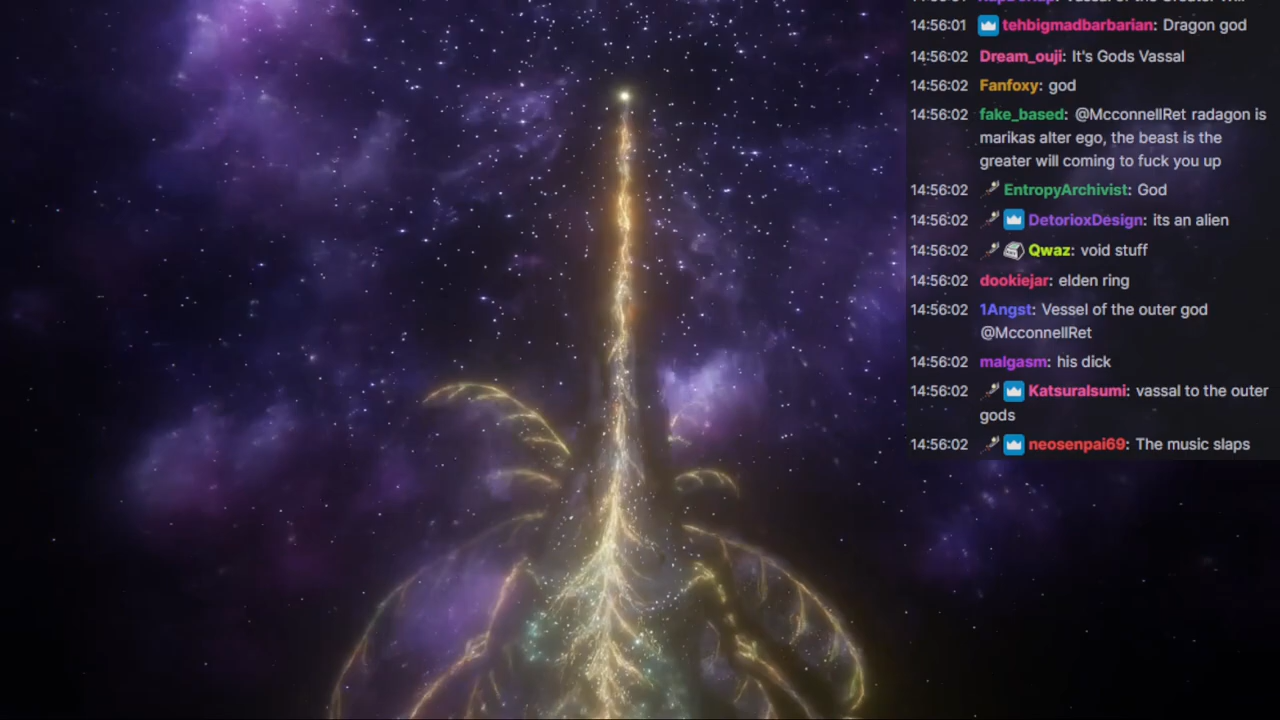 14:56:01 tehbigmadbarbarian: Dragon god
14:56:02 Dream_ouji: It's Gods Vassal
14:56:02 Fanfoxy: god
14:56:02 fake_based: @McconnellRet radagon is
marikas alter ego, the beast is the
greater will coming to fuck you up
14:56:02 EntropyArchivist: God
14:56:02 DetorioxDesign: its an alien
14:56:02 Qwaz: void stuff
14:56:02 dookiejar: elden ring
14:56:02 1Angst: Vessel of the outer god
@McconnellRet
14:56:02 malgasm: his dick
14:56:02 KatsuraIsumi: vassal to the outer
gods
14:56:02 neosenpai69: The music slaps